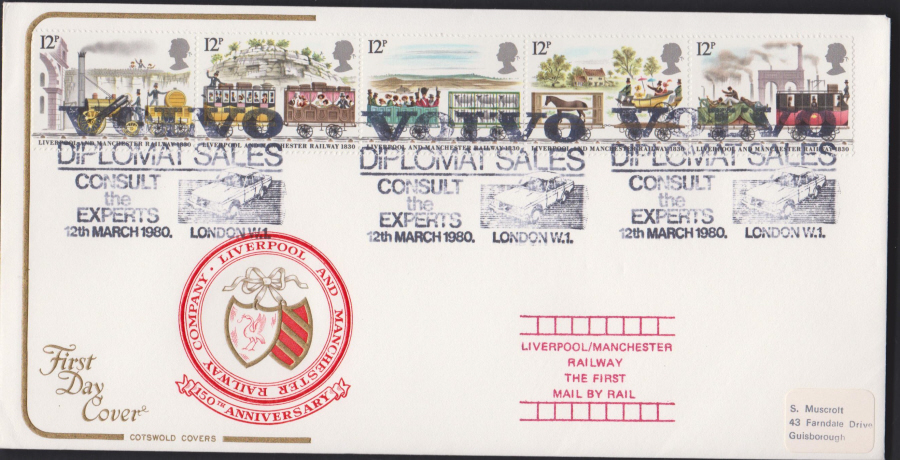 12P
12P
12P
12P
12P
LIVERPOOL AND MANCHESTER RAILWAY 1830
LIVERPOOL AND MANCHESTER RAILWAY 1830
LIVERPOOL AND MANCHESTER RAILWAY 1830
LIVERPOOL AND MANCHESTER RAILWAY 1830
LIVERPOOL AND MANCHESTER RAILWAY 1830
VOLVO
DIPLOMAT SALES
CONSULT
the
EXPERTS
12th MARCH 1980.
LONDON W.1.
VOLVO
DIPLOMAT SALES
CONSULT
the
EXPERTS
12th MARCH 1980.
LONDON W.1.
VOLVO
DIPLOMAT SALES
CONSULT
the
EXPERTS
12th MARCH 1980.
LONDON W.1.
LIVERPOOL AND MANCHESTER RAILWAY COMPANY ·
150TH ANNIVERSARY
First
Day
Cover
COTSWOLD COVERS
LIVERPOOL/MANCHESTER
RAILWAY
THE FIRST
MAIL BY RAIL
S. Muscroft
43 Farndale Drive
Guisborough